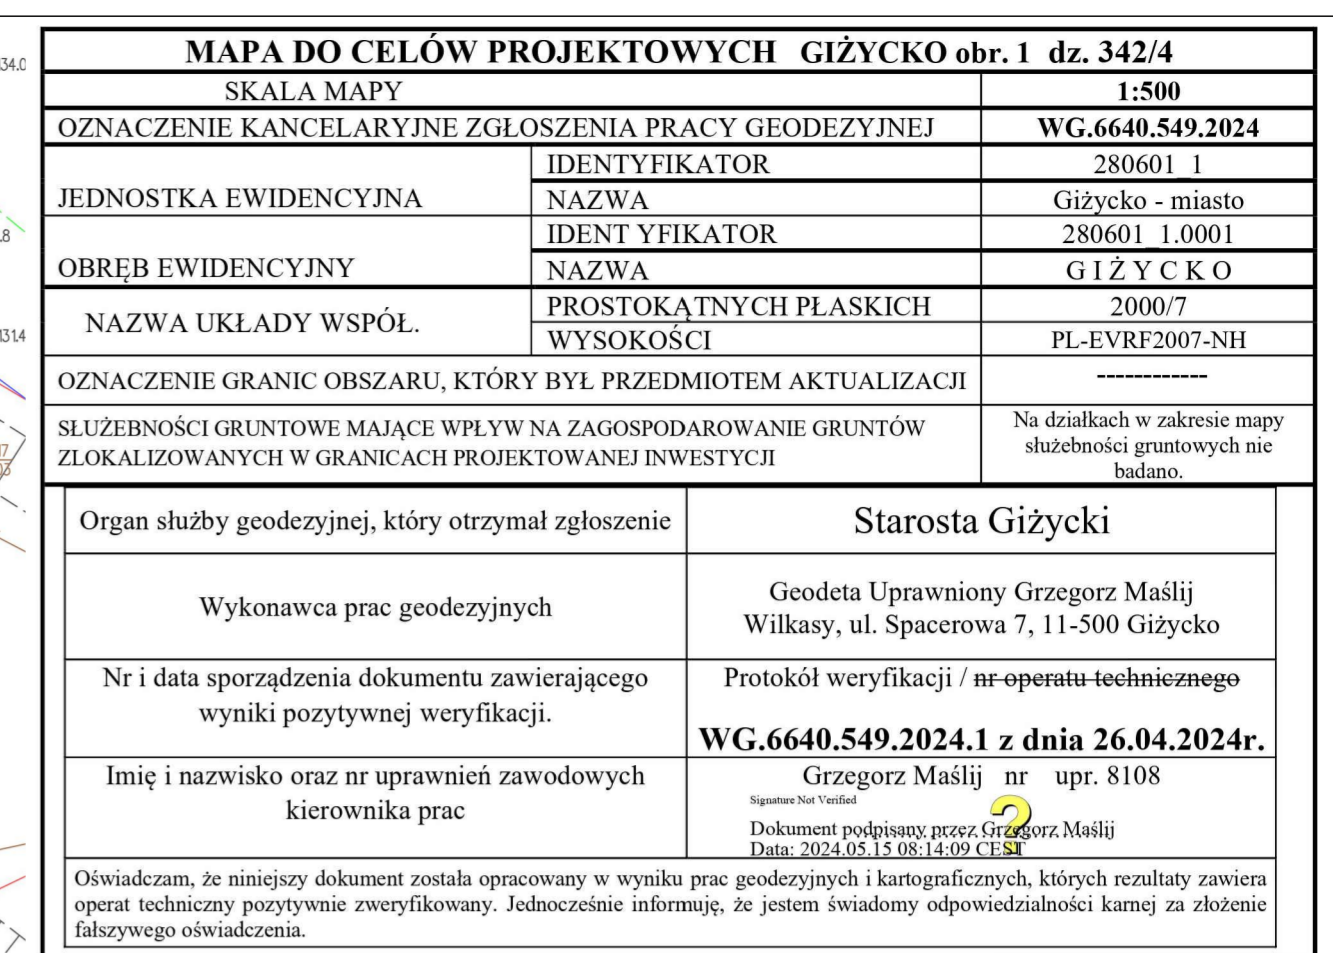 34.0
MAPA DO CELÓW PROJEKTOWYCH GIŻYCKO obr. 1 dz. 342/4
SKALA MAPY 1:500
OZNACZENIE KANCELARYJNE ZGŁOSZENIA PRACY GEODEZYJNEJ WG.6640.549.2024
JEDNOSTKA EWIDENCYJNA
IDENTYFIKATOR 280601_1
NAZWA Giżycko - miasto
.8
OBRĘB EWIDENCYJNY
IDENT YFIKATOR 280601_1.0001
NAZWA G I Ż Y C K O
NAZWA UKŁADY WSPÓŁ.
PROSTOKĄTNYCH PŁASKICH 2000/7
131.4
WYSOKOŚCI PL-EVRF2007-NH
OZNACZENIE GRANIC OBSZARU, KTÓRY BYŁ PRZEDMIOTEM AKTUALIZACJI ------------
SŁUŻEBNOŚCI GRUNTOWE MAJĄCE WPŁYW NA ZAGOSPODAROWANIE GRUNTÓW
ZLOKALIZOWANYCH W GRANICACH PROJEKTOWANEJ INWESTYCJI
Na działkach w zakresie mapy
służebności gruntowych nie
badano.
Organ służby geodezyjnej, który otrzymał zgłoszenie
Starosta Giżycki
Wykonawca prac geodezyjnych
Geodeta Uprawniony Grzegorz Maślij
Wilkasy, ul. Spacerowa 7, 11-500 Giżycko
Nr i data sporządzenia dokumentu zawierającego
wyniki pozytywnej weryfikacji.
Protokół weryfikacji / nr operatu technicznego
WG.6640.549.2024.1 z dnia 26.04.2024r.
Imię i nazwisko oraz nr uprawnień zawodowych
kierownika prac
Grzegorz Maślij nr upr. 8108
Signature Not Verified
?
Dokument podpisany przez Grzegorz Maślij
Data: 2024.05.15 08:14:09 CEST
Oświadczam, że niniejszy dokument została opracowany w wyniku prac geodezyjnych i kartograficznych, których rezultaty zawiera
operat techniczny pozytywnie zweryfikowany. Jednocześnie informuję, że jestem świadomy odpowiedzialności karnej za złożenie
fałszywego oświadczenia.